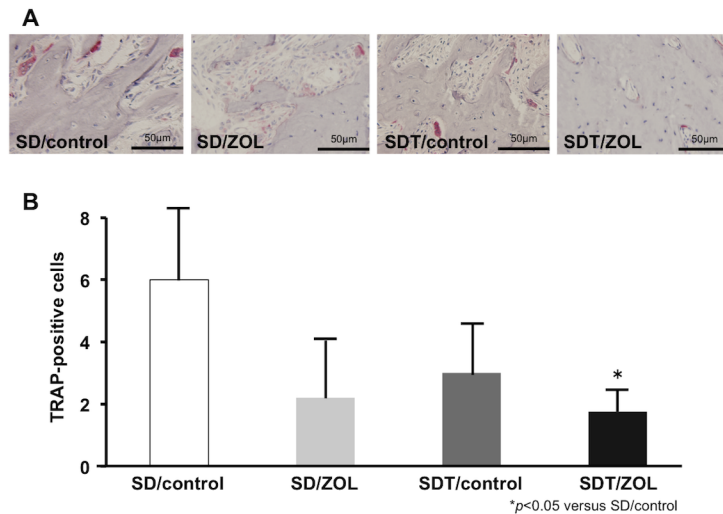 A
SD/control 50μm SD/ZOL 50μm SDT/control 50μm SDT/ZOL 50μm
B
TRAP-positive cells
8
6
4
2
0
*
SD/control SD/ZOL SDT/control SDT/ZOL
*p<0.05 versus SD/control